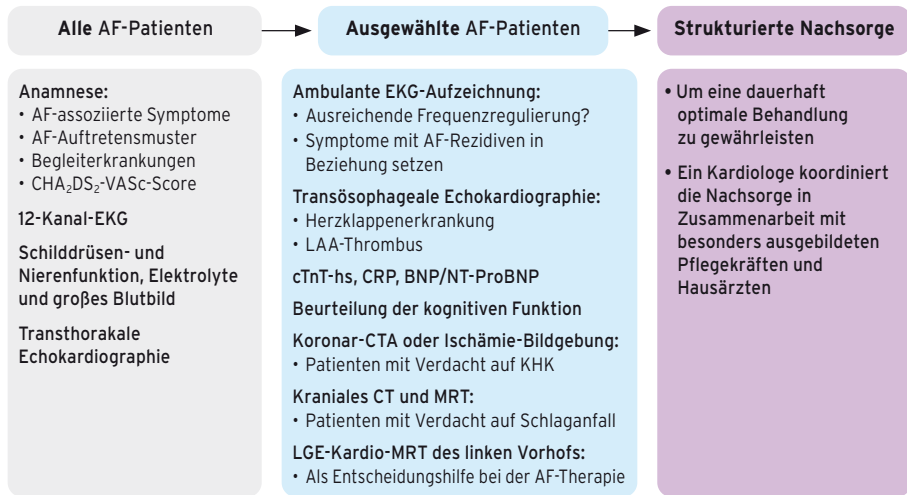 Alle AF-Patienten
Ausgewählte AF-Patienten
Strukturierte Nachsorge
Anamnese:
• AF-assoziierte Symptome
• AF-Auftretensmuster
• Begleiterkrankungen
• CHA₂DS₂-VASc-Score
12-Kanal-EKG
Schilddrüsen- und
Nierenfunktion, Elektrolyte
und großes Blutbild
Transthorakale
Echokardiographie
Ambulante EKG-Aufzeichnung:
• Ausreichende Frequenzregulierung?
• Symptome mit AF-Rezidiven in
Beziehung setzen
Transösophageale Echokardiographie:
• Herzklappenerkrankung
• LAA-Thrombus
cTnT-hs, CRP, BNP/NT-ProBNP
Beurteilung der kognitiven Funktion
Koronar-CTA oder Ischämie-Bildgebung:
• Patienten mit Verdacht auf KHK
Kraniales CT und MRT:
• Patienten mit Verdacht auf Schlaganfall
LGE-Kardio-MRT des linken Vorhofs:
• Als Entscheidungshilfe bei der AF-Therapie
• Um eine dauerhaft
optimale Behandlung
zu gewährleisten
• Ein Kardiologe koordiniert
die Nachsorge in
Zusammenarbeit mit
besonders ausgebildeten
Pflegekräften und
Hausärzten